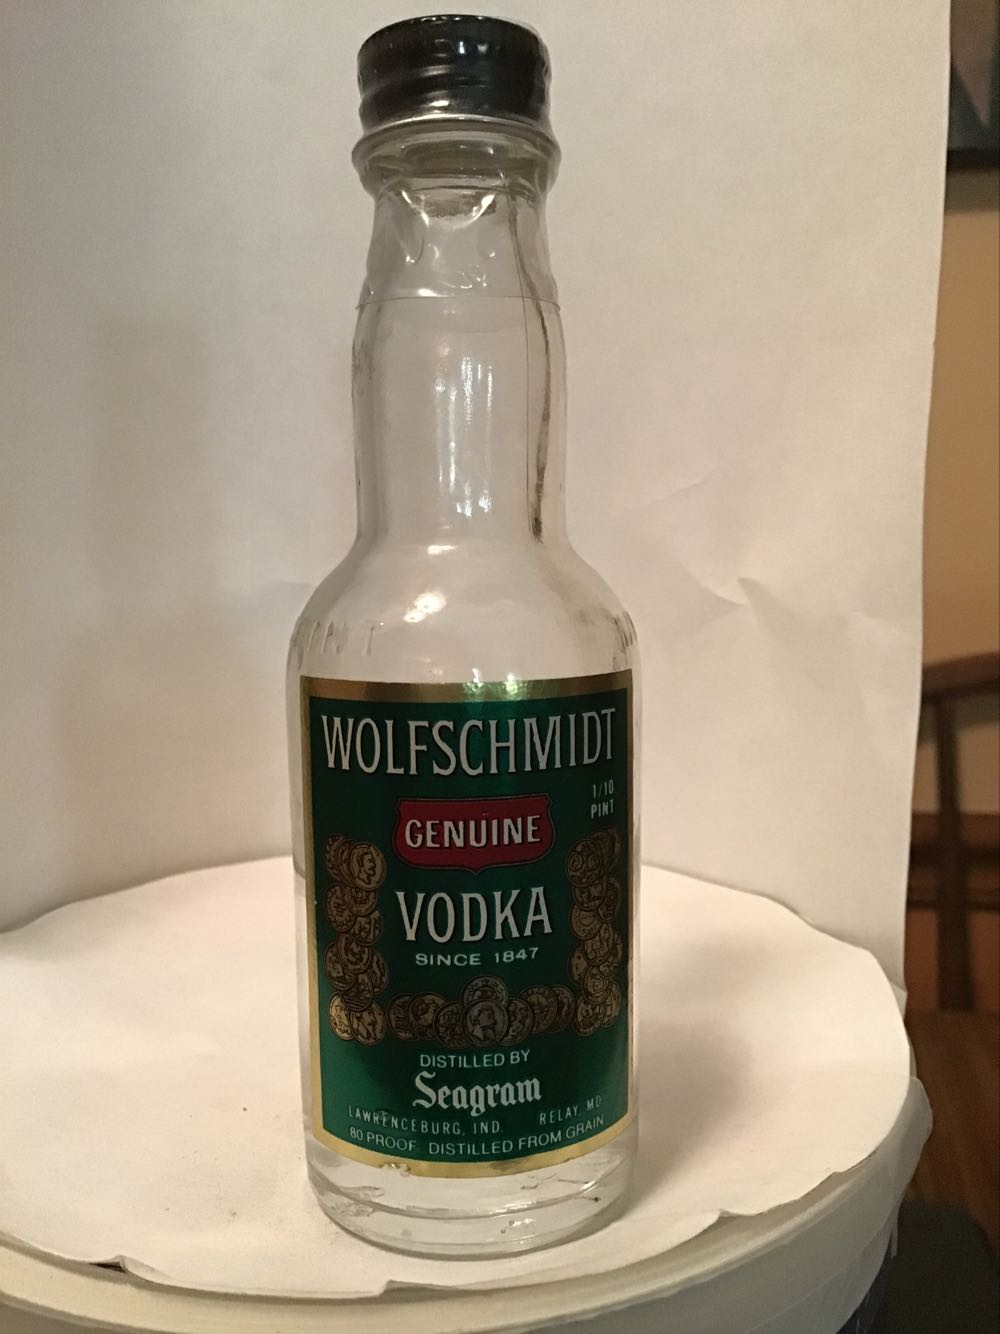 WOLFSCHMIDT
1/10
PINT
GENUINE
VODKA
SINCE 1847
DISTILLED BY
Seagram
LAWRENCEBURG, IND. RELAY, MD
80 PROOF DISTILLED FROM GRAIN